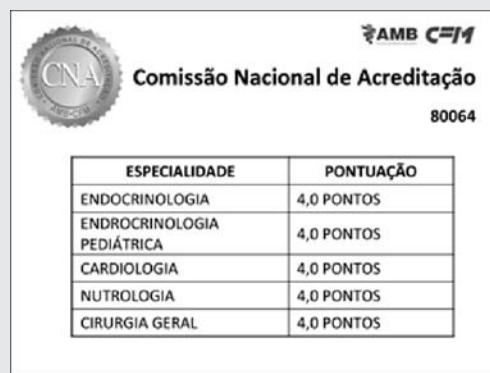 AMB CFM
CNA
Comissão Nacional de Acreditação
80064
ESPECIALIDADE PONTUAÇÃO
ENDOCRINOLOGIA 4,0 PONTOS
ENDROCRINOLOGIA
PEDIÁTRICA 4,0 PONTOS
CARDIOLOGIA 4,0 PONTOS
NUTROLOGIA 4,0 PONTOS
CIRURGIA GERAL 4,0 PONTOS